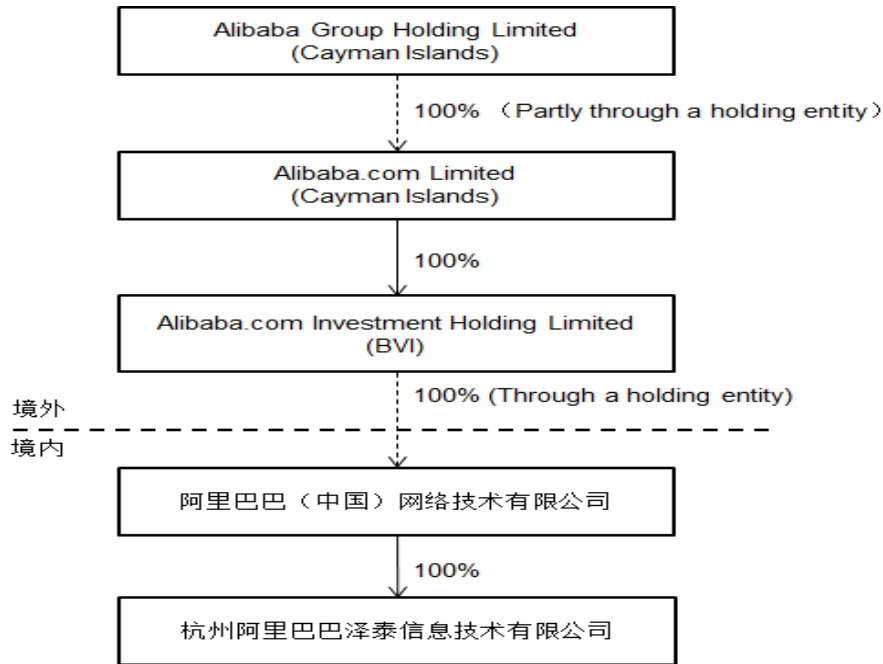 Alibaba Group Holding Limited
(Cayman Islands)
100% （Partly through a holding entity）
Alibaba.com Limited
(Cayman Islands)
100%
Alibaba.com Investment Holding Limited
(BVI)
100% (Through a holding entity)
境外
境内
阿里巴巴（中国）网络技术有限公司
100%
杭州阿里巴巴泽泰信息技术有限公司